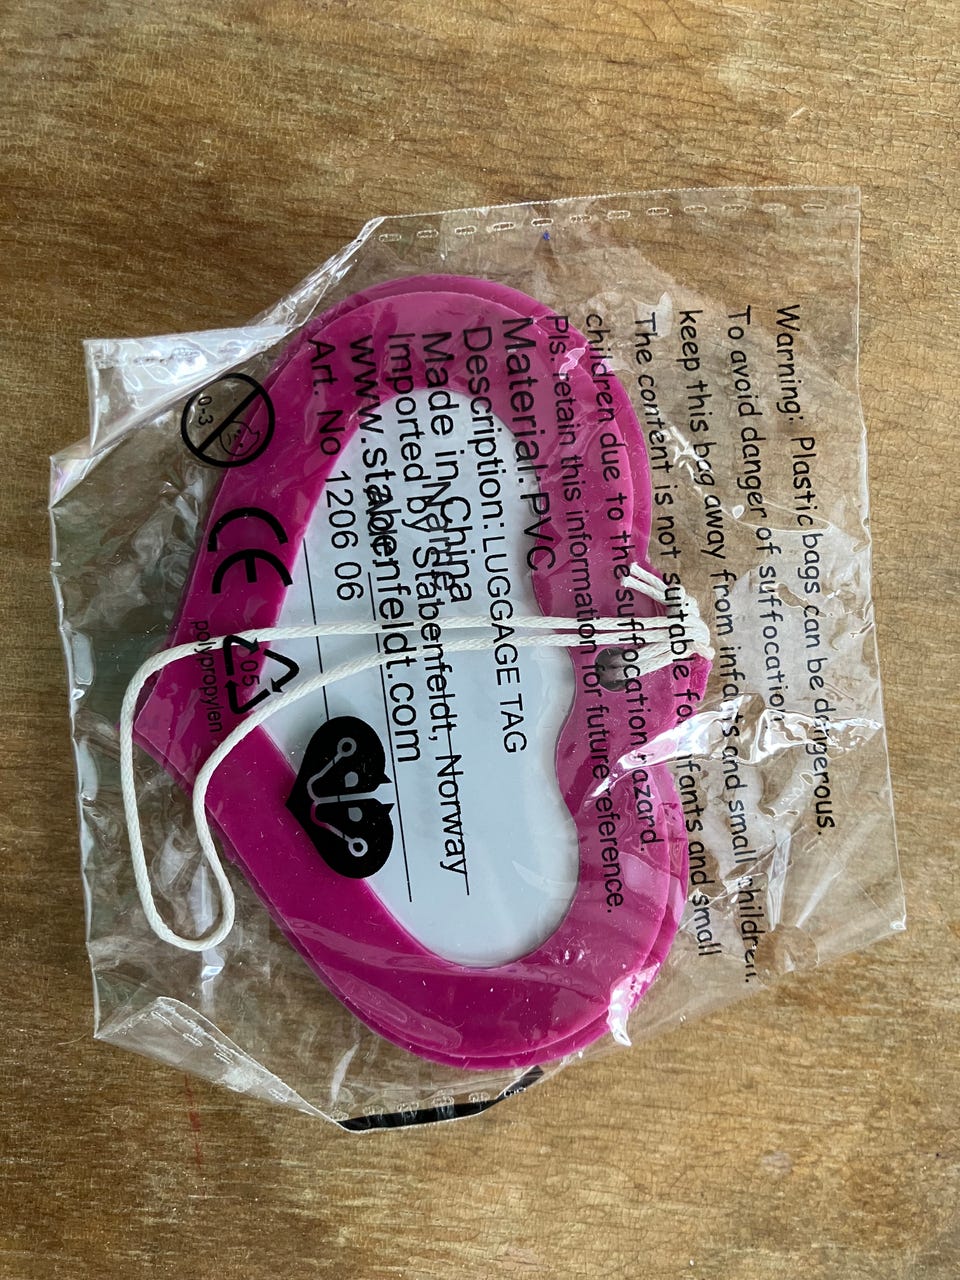 Warning: Plastic bags can be dangerous.
To avoid danger of suffocation,
keep this bag away from infants and small children.
The content is not suitable for infants and small
children due to the suffocation hazard.
Pls. retain this information for future reference.
Material: PVC
Description: LUGGAGE TAG
Made in China
Imported by Stabenfeldt, Norway
www.stabenfeldt.com
Art. No 1206 06
Name
0-3
CE
05
polypropylen